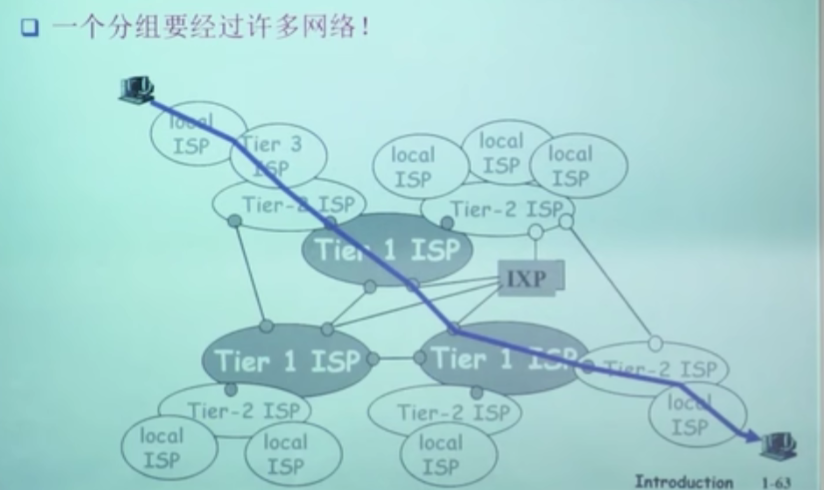 一个分组要经过许多网络！
local
ISP
Tier 3
ISP
local
ISP
local
ISP
local
ISP
Tier-2 ISP
Tier-2 ISP
Tier 1 ISP
IXP
Tier 1 ISP
Tier 1 ISP
Tier-2 ISP
Tier-2 ISP
Tier-2 ISP
local
ISP
local
ISP
local
ISP
local
ISP
Introduction 1-63